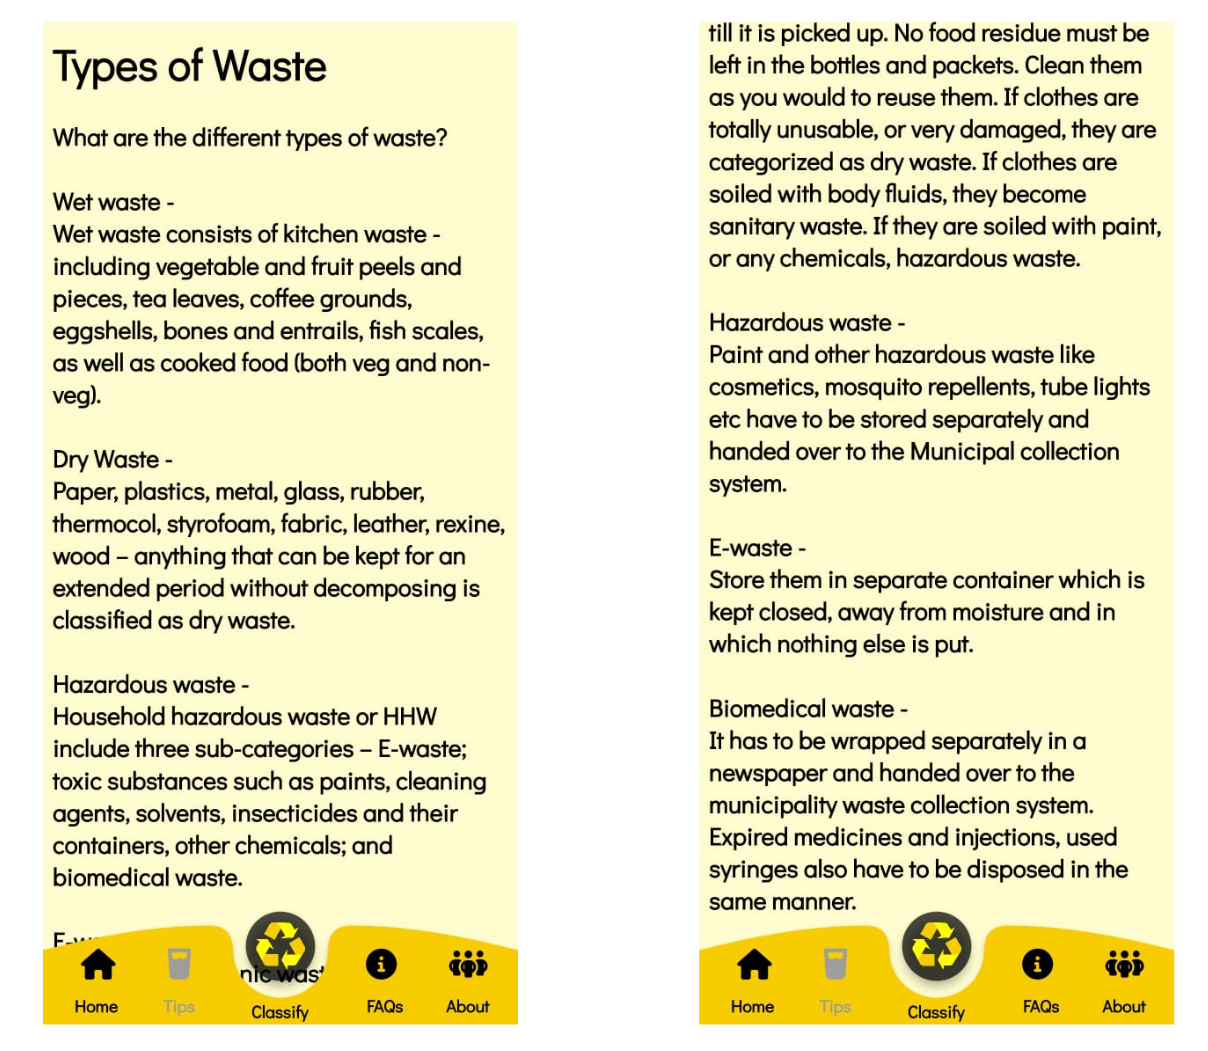 Types of Waste
What are the different types of waste?
Wet waste -
Wet waste consists of kitchen waste -
including vegetable and fruit peels and
pieces, tea leaves, coffee grounds,
eggshells, bones and entrails, fish scales,
as well as cooked food (both veg and non-
veg).
Dry Waste -
Paper, plastics, metal, glass, rubber,
thermocol, styrofoam, fabric, leather, rexine,
wood – anything that can be kept for an
extended period without decomposing is
classified as dry waste.
Hazardous waste -
Household hazardous waste or HHW
include three sub-categories – E-waste;
toxic substances such as paints, cleaning
agents, solvents, insecticides and their
containers, other chemicals; and
biomedical waste.
Home
Tips
Classify
FAQs
About
till it is picked up. No food residue must be
left in the bottles and packets. Clean them
as you would to reuse them. If clothes are
totally unusable, or very damaged, they are
categorized as dry waste. If clothes are
soiled with body fluids, they become
sanitary waste. If they are soiled with paint,
or any chemicals, hazardous waste.
Hazardous waste -
Paint and other hazardous waste like
cosmetics, mosquito repellents, tube lights
etc have to be stored separately and
handed over to the Municipal collection
system.
E-waste -
Store them in separate container which is
kept closed, away from moisture and in
which nothing else is put.
Biomedical waste -
It has to be wrapped separately in a
newspaper and handed over to the
municipality waste collection system.
Expired medicines and injections, used
syringes also have to be disposed in the
same manner.
Home
Tips
Classify
FAQs
About